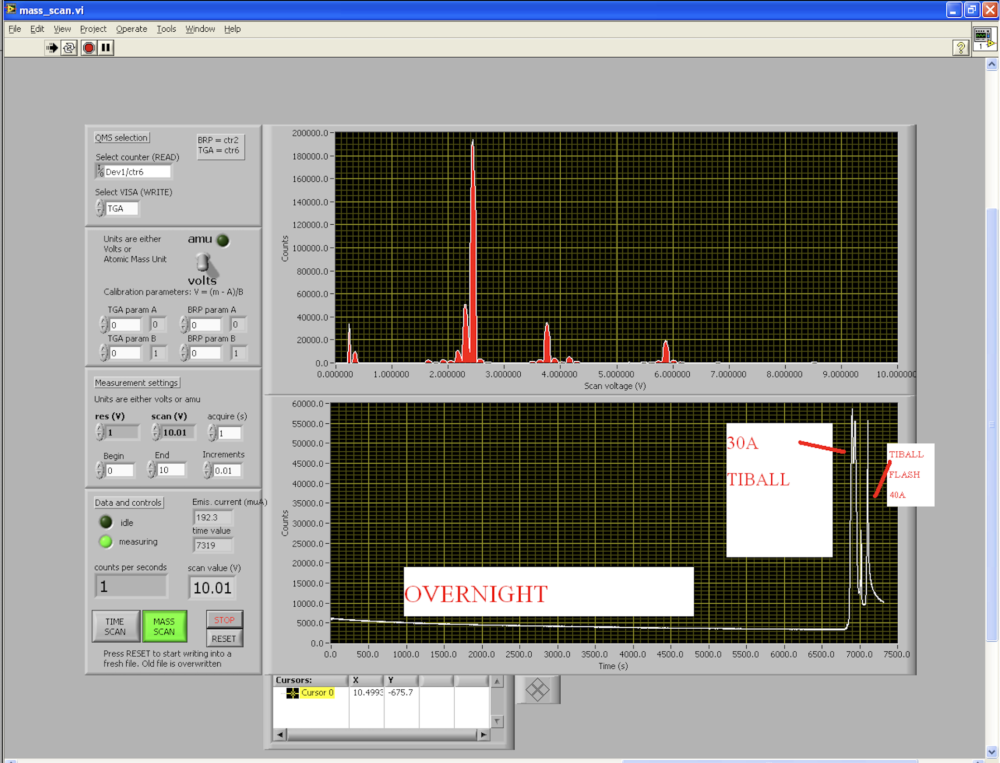 mass_scan.vi
File Edit View Project Operate Tools Window Help
1
QMS selection
BRP = ctr2
TGA = ctr6
Select counter (READ)
I/0 Dev1/ctr6
Select VISA (WRITE)
TGA
Units are either
Volts or
Atomic Mass Unit
amu
volts
Calibration parameters: V = (m - A)/B
TGA param A BRP param A
0 0 0 0
TGA param B BRP param B
0 1 0 1
Measurement settings
Units are either volts or amu
res (V) scan (V) acquire (s)
1 10.01 1
Begin End Increments
0 10 0.01
Data and controls
Emis. current (muA)
idle
192.3
time value
measuring
7319
counts per seconds scan value (V)
1 10.01
TIME SCAN
MASS SCAN
STOP
RESET
Press RESET to start writing into a
fresh file. Old file is overwritten
200000.0
180000.0
160000.0
140000.0
120000.0
100000.0
80000.0
60000.0
40000.0
20000.0
0.0
Counts
0.000000 1.000000 2.000000 3.000000 4.000000 5.000000 6.000000 7.000000 8.000000 9.000000 10.000000
Scan voltage (V)
60000.0
55000.0
50000.0
45000.0
40000.0
35000.0
30000.0
25000.0
20000.0
15000.0
10000.0
5000.0
0.0
Counts
30A
TIBALL
TIBALL
FLASH
40A
OVERNIGHT
0.0 500.0 1000.0 1500.0 2000.0 2500.0 3000.0 3500.0 4000.0 4500.0 5000.0 5500.0 6000.0 6500.0 7000.0 7500.0
Time (s)
Cursors: X Y
Cursor 0 10.4993 -675.7